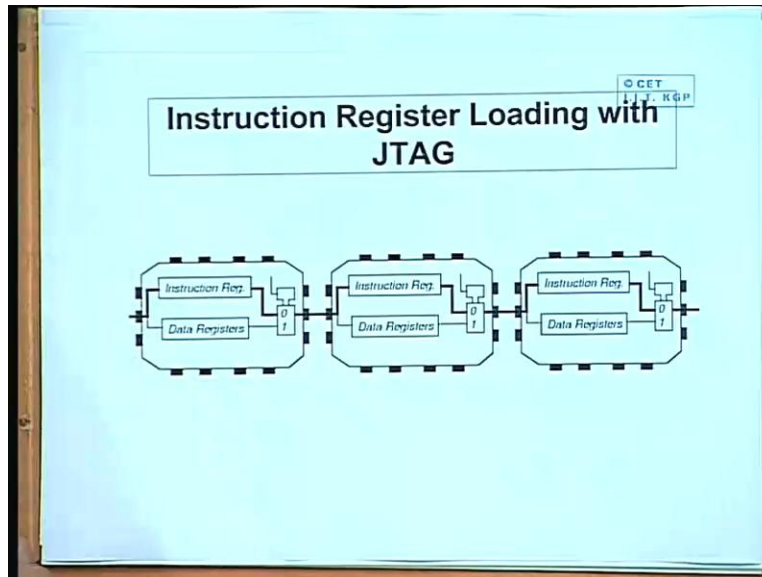 © CET
I.I.T. KGP
Instruction Register Loading with
JTAG
Instruction Reg.
Data Registers
0
1
Instruction Reg.
Data Registers
0
1
Instruction Reg.
Data Registers
0
1